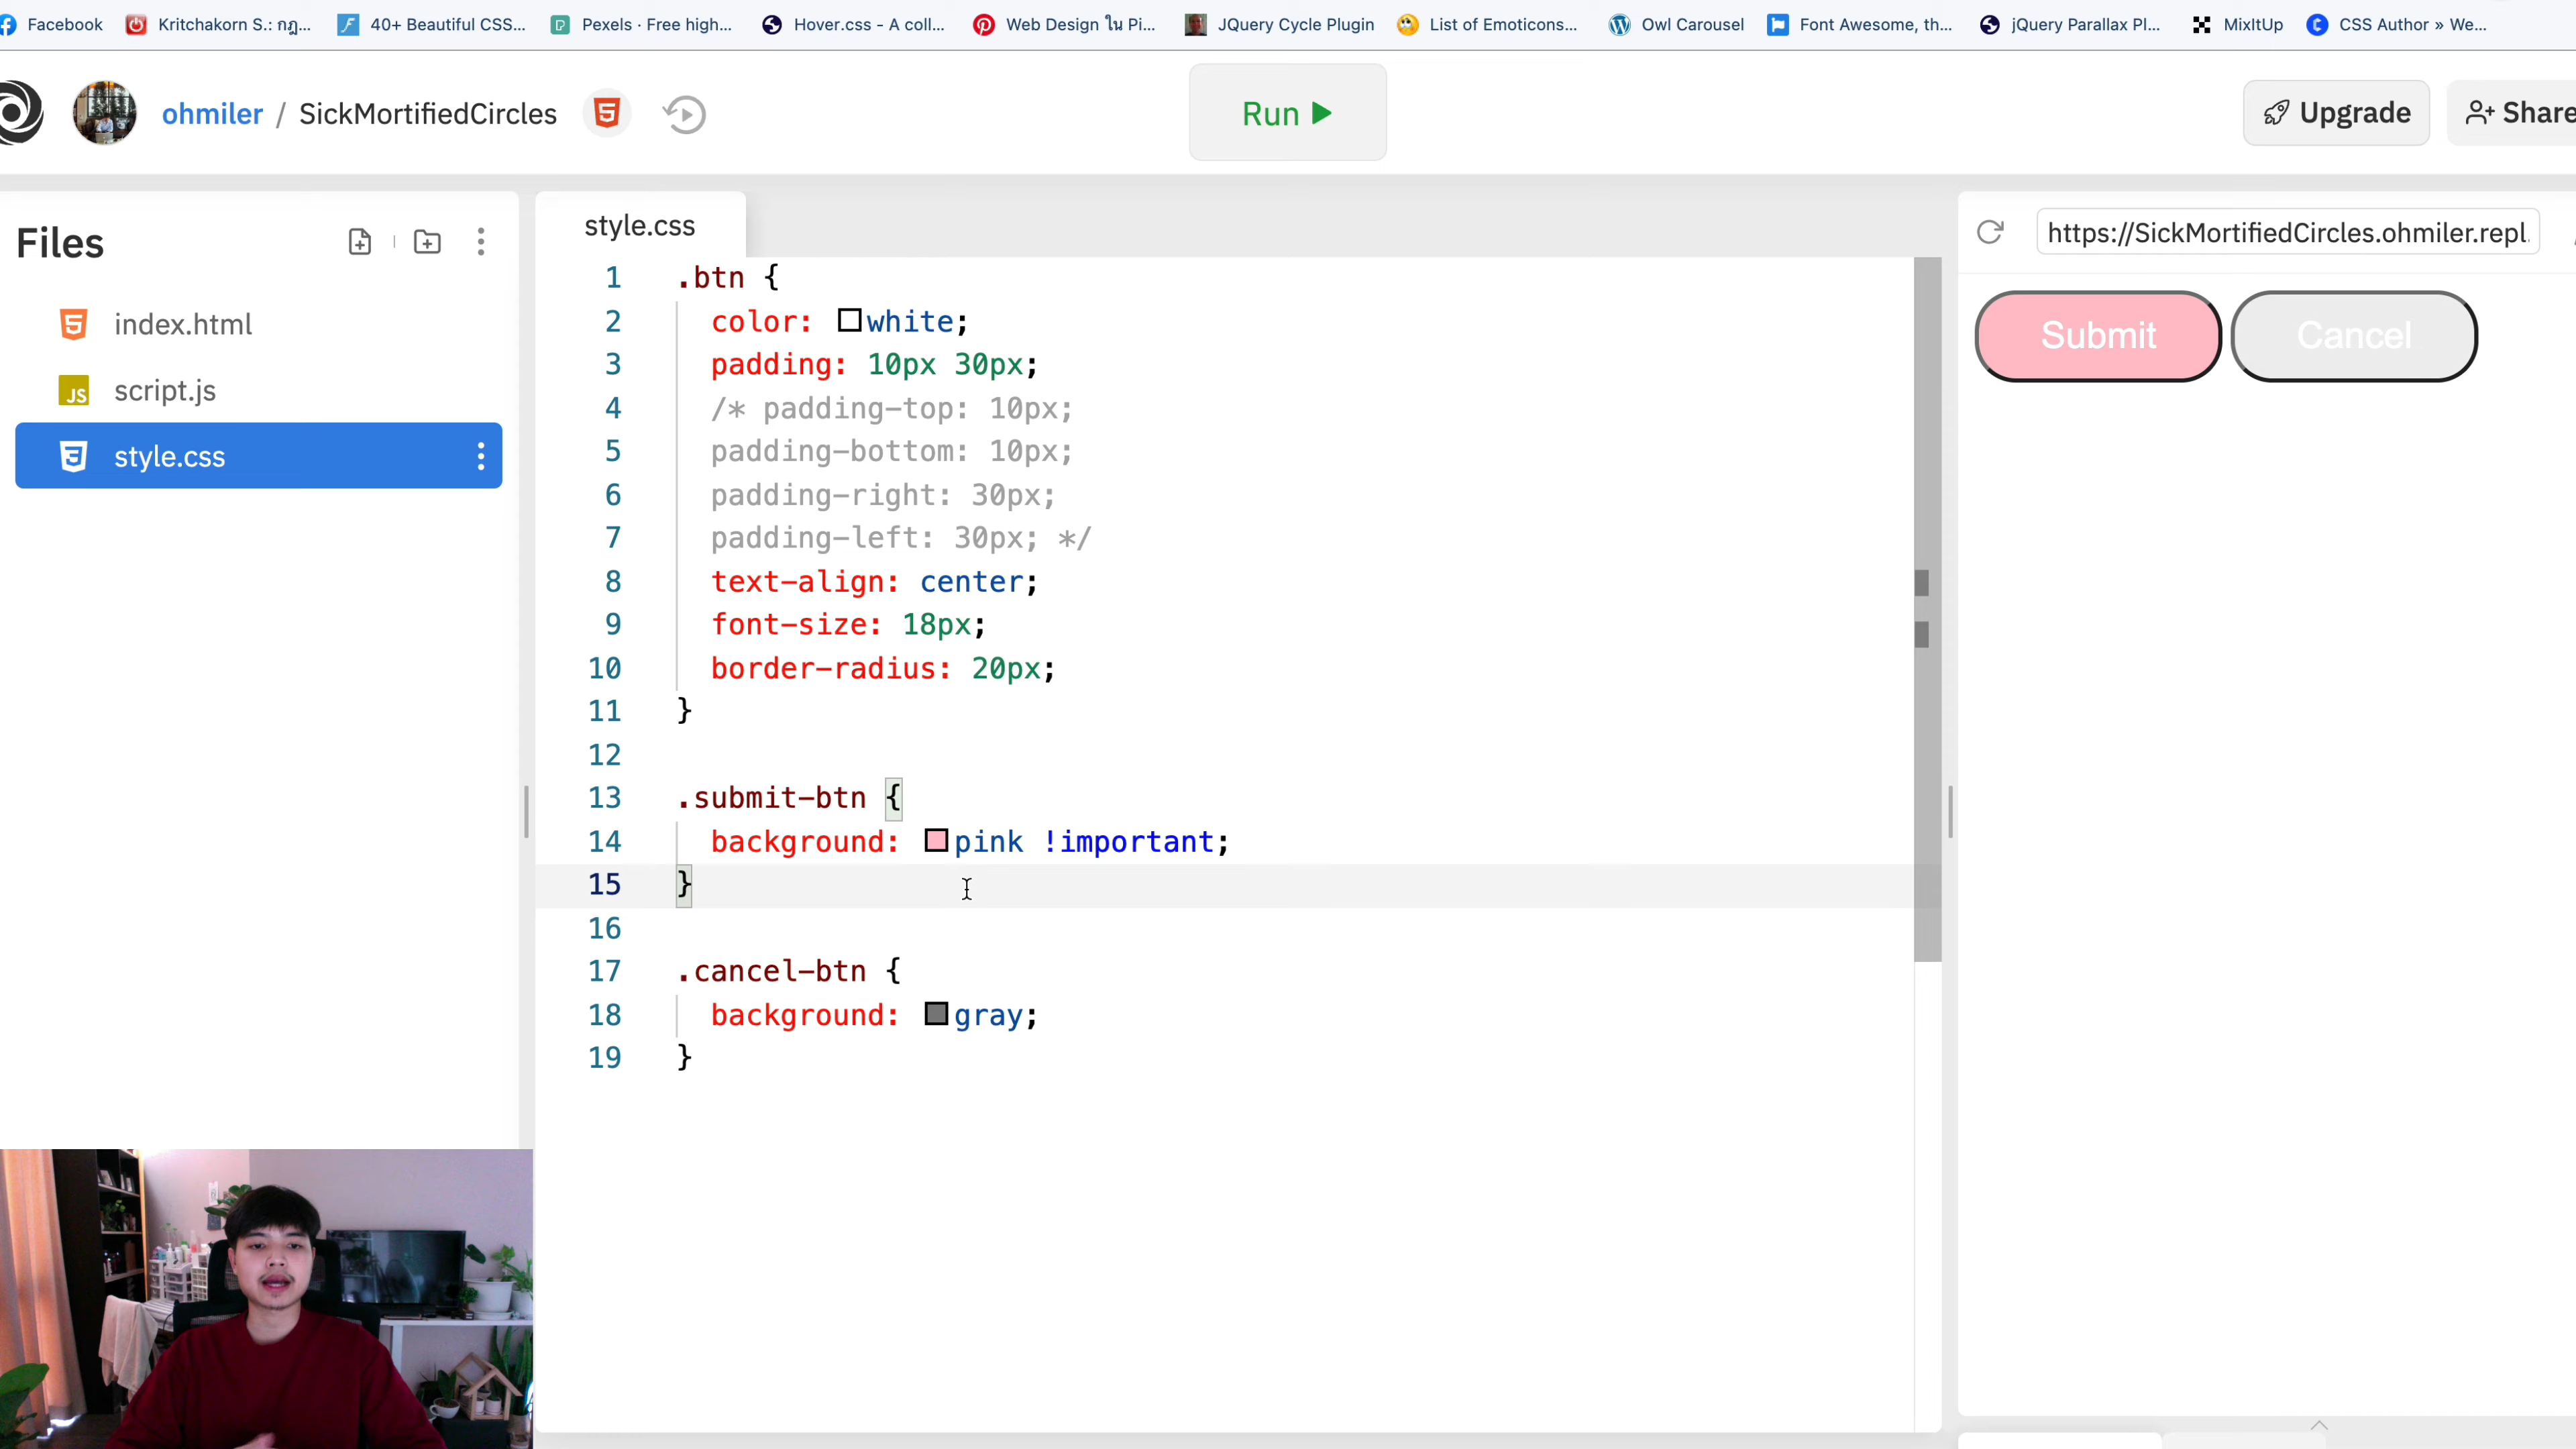 Facebook Kritchakorn S.: กฎ... 40+ Beautiful CSS... Pexels · Free high... Hover.css - A coll... Web Design ใน Pi... JQuery Cycle Plugin List of Emoticons... Owl Carousel Font Awesome, th... jQuery Parallax Pl... MixItUp CSS Author » We...
ohmiler / SickMortifiedCircles Run Upgrade Share
Files
index.html
JS script.js
style.css
style.css
1 .btn {
2 color: white;
3 padding: 10px 30px;
4 /* padding-top: 10px;
5 padding-bottom: 10px;
6 padding-right: 30px;
7 padding-left: 30px; */
8 text-align: center;
9 font-size: 18px;
10 border-radius: 20px;
11 }
12
13 .submit-btn {
14 background: pink !important;
15 }
16
17 .cancel-btn {
18 background: gray;
19 }
https://SickMortifiedCircles.ohmiler.repl.
Submit Cancel